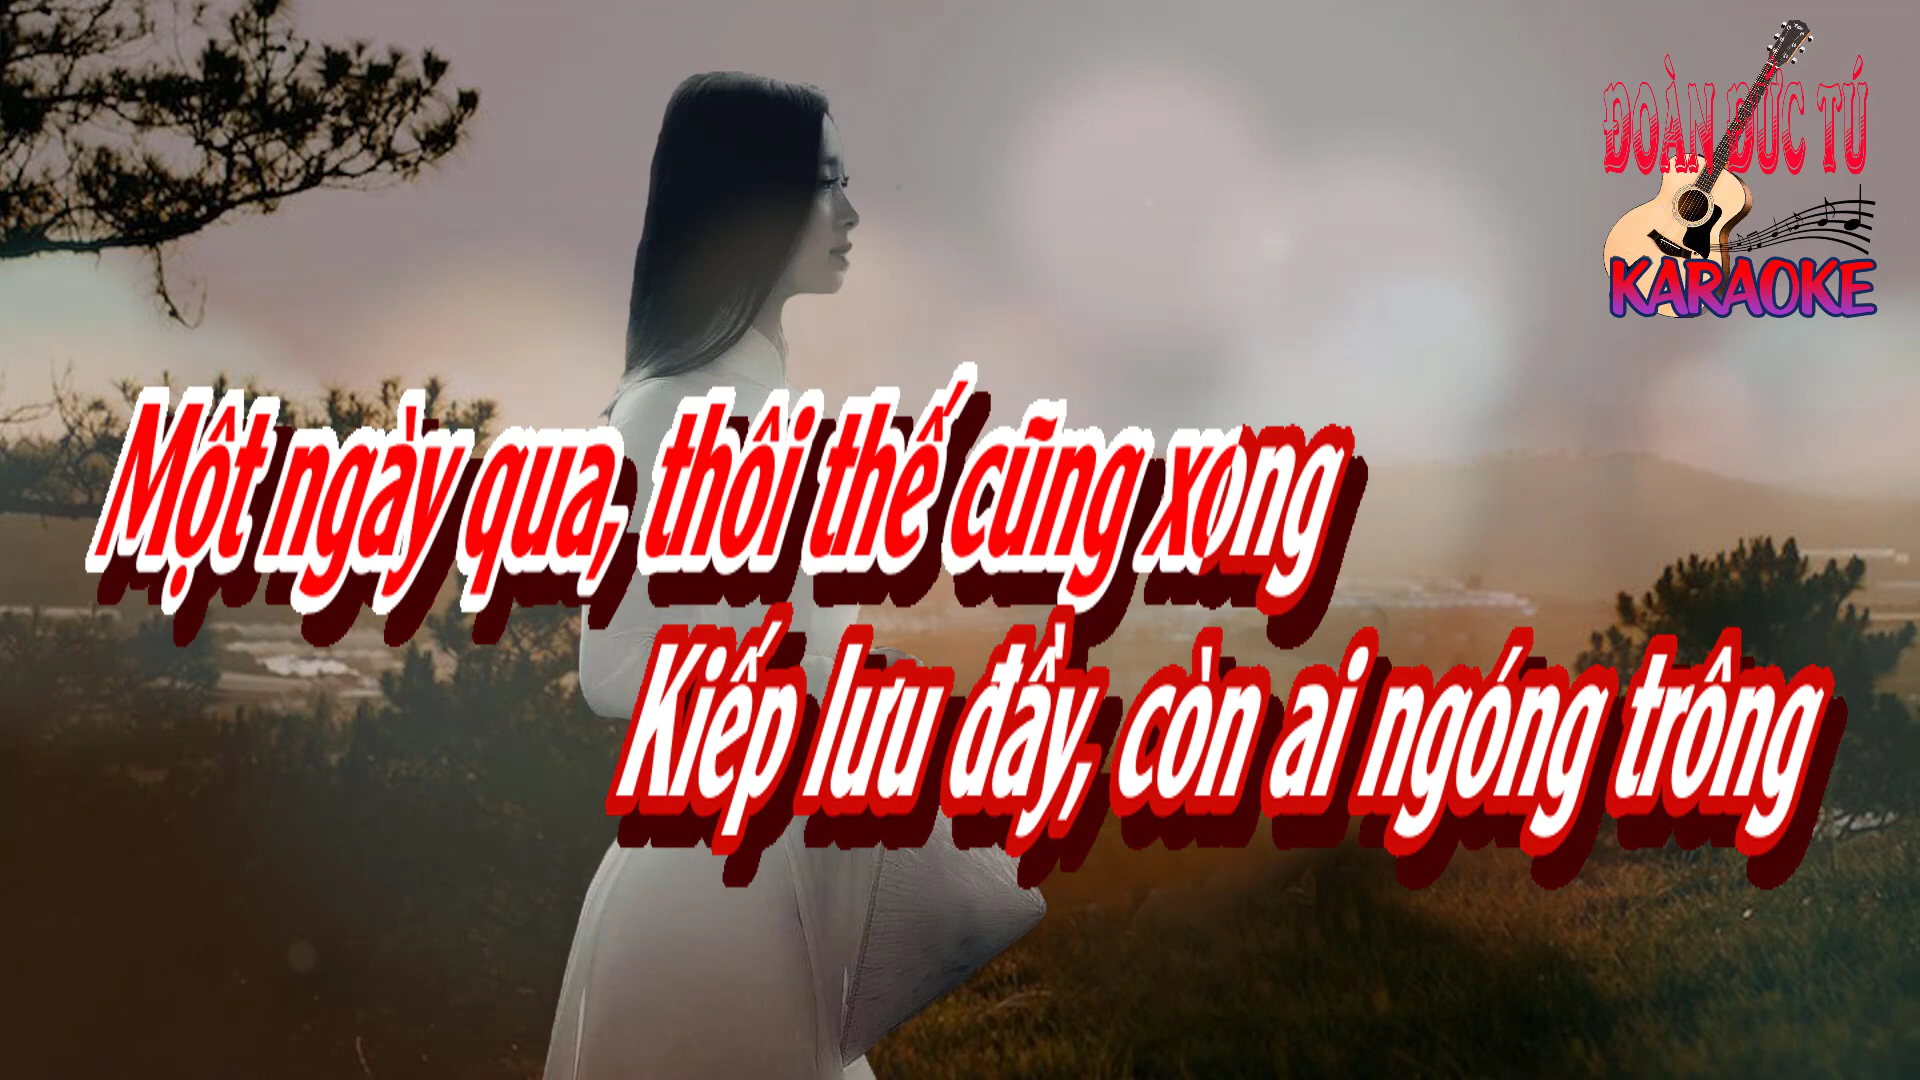 ĐOÀN ĐỨC TÚ
KARAOKE
Một ngày qua, thôi thế cũng xong
Kiếp lưu đầy, còn ai ngóng trông